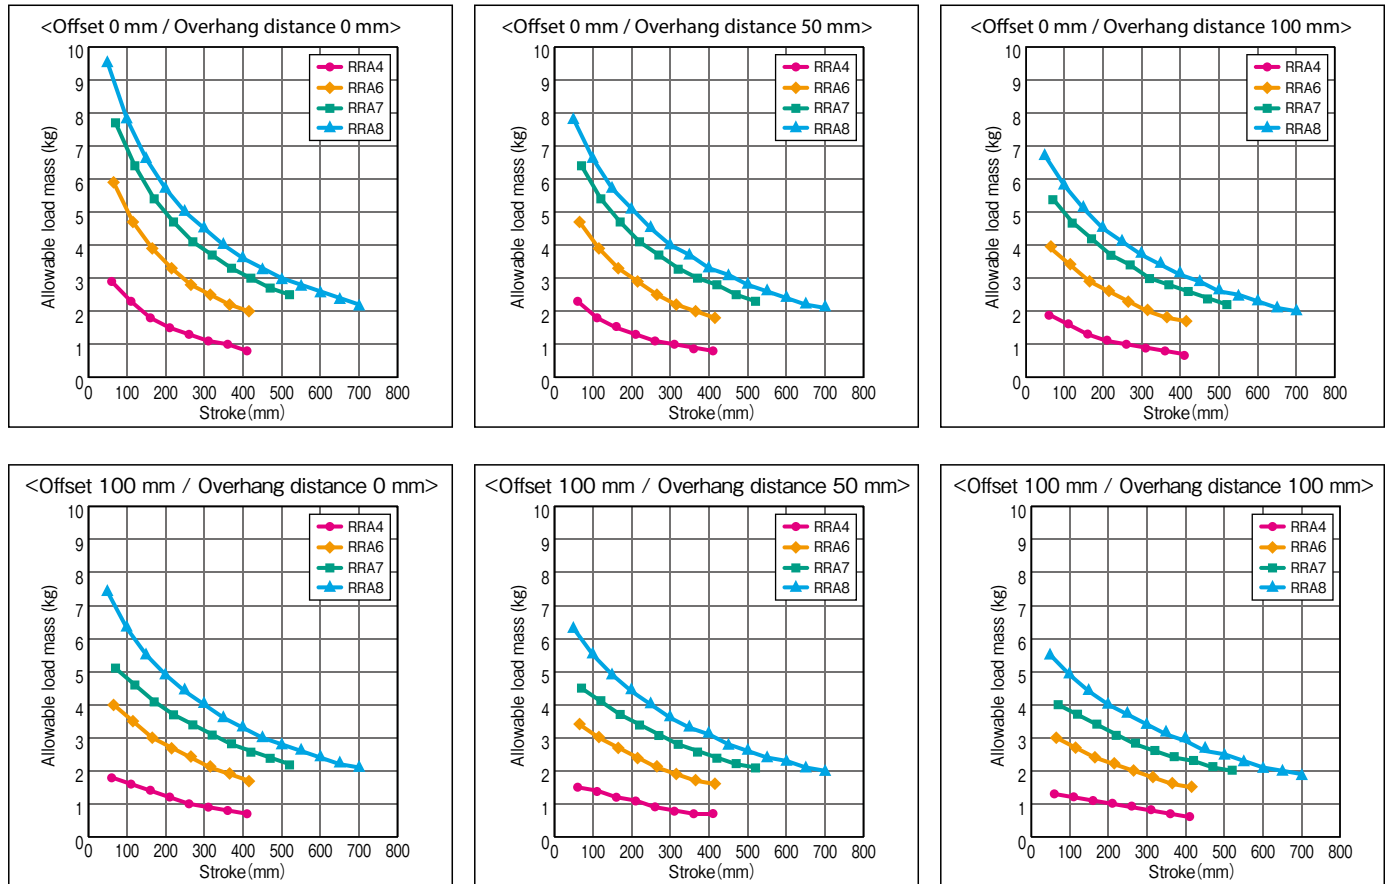 <Offset 0 mm / Overhang distance 0 mm>
10
9
8
7
6
5
4
3
2
1
0
Allowable load mass (kg)
RRA4
RRA6
RRA7
RRA8
0 100 200 300 400 500 600 700 800
Stroke(mm)
<Offset 0 mm / Overhang distance 50 mm>
10
9
8
7
6
5
4
3
2
1
0
Allowable load mass (kg)
RRA4
RRA6
RRA7
RRA8
0 100 200 300 400 500 600 700 800
Stroke(mm)
<Offset 0 mm / Overhang distance 100 mm>
10
9
8
7
6
5
4
3
2
1
0
Allowable load mass (kg)
RRA4
RRA6
RRA7
RRA8
0 100 200 300 400 500 600 700 800
Stroke(mm)
<Offset 100 mm / Overhang distance 0 mm>
10
9
8
7
6
5
4
3
2
1
0
Allowable load mass (kg)
RRA4
RRA6
RRA7
RRA8
0 100 200 300 400 500 600 700 800
Stroke(mm)
<Offset 100 mm / Overhang distance 50 mm>
10
9
8
7
6
5
4
3
2
1
0
Allowable load mass (kg)
RRA4
RRA6
RRA7
RRA8
0 100 200 300 400 500 600 700 800
Stroke(mm)
<Offset 100 mm / Overhang distance 100 mm>
10
9
8
7
6
5
4
3
2
1
0
Allowable load mass (kg)
RRA4
RRA6
RRA7
RRA8
0 100 200 300 400 500 600 700 800
Stroke(mm)